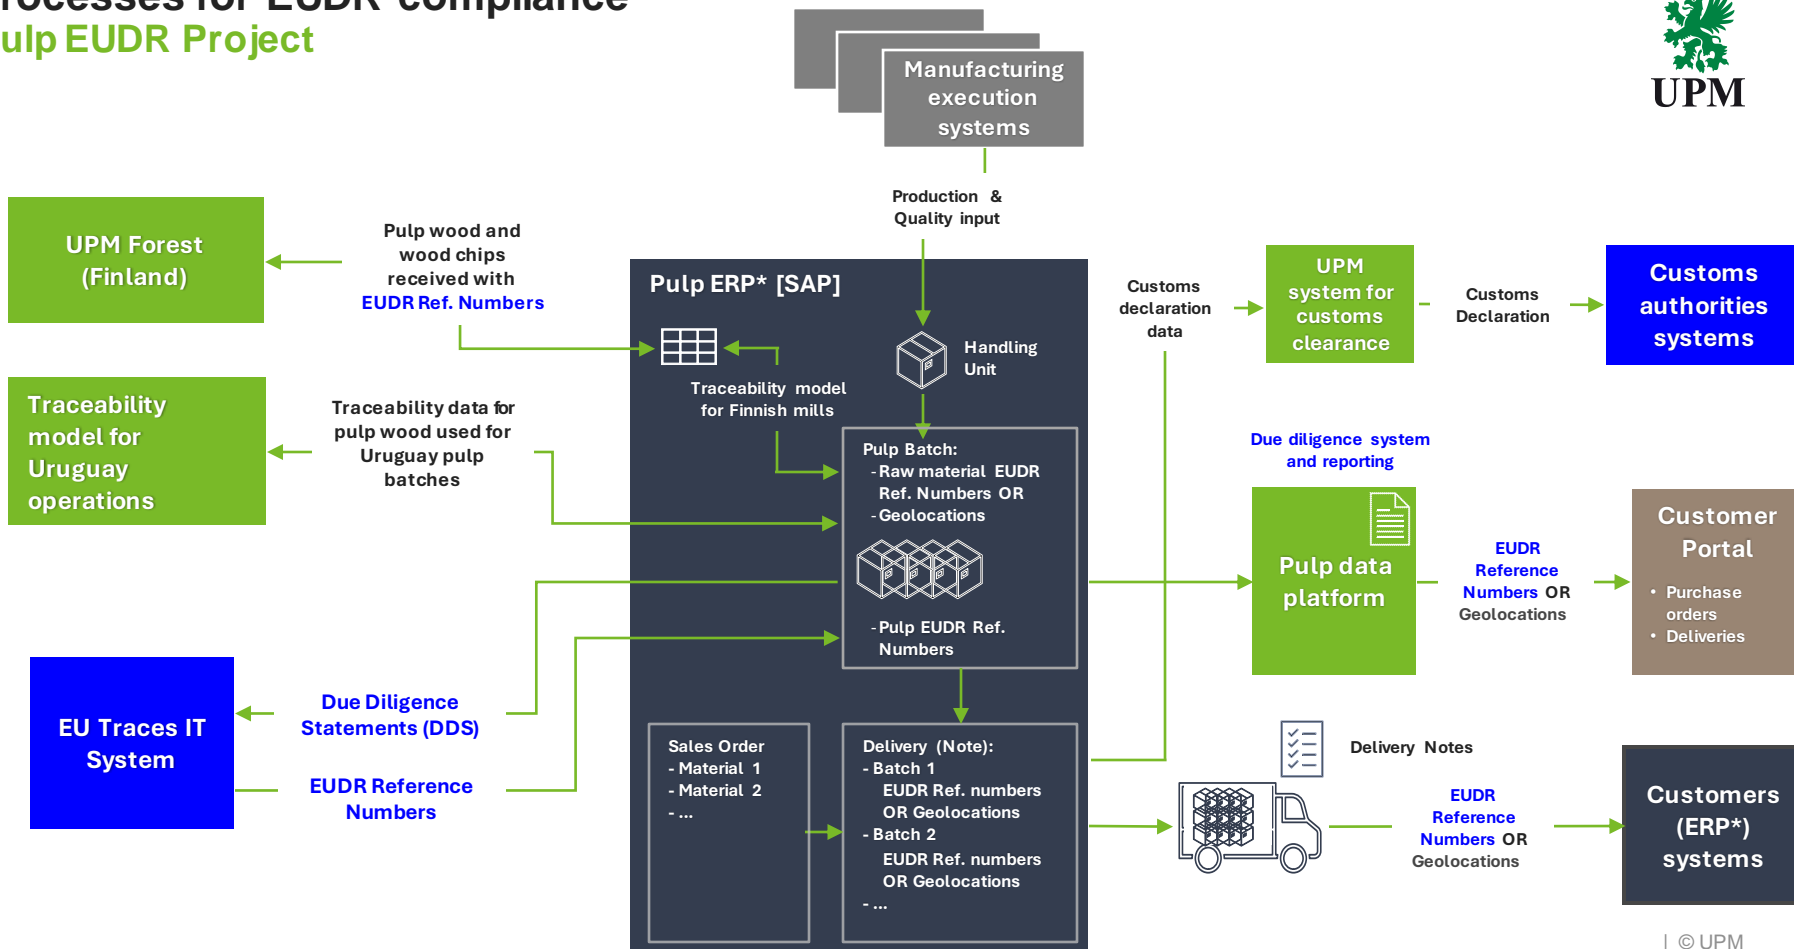 rocesses for EUDR compliance
ulp EUDR Project
UPM
Manufacturing
execution
systems
Production & 
Quality input
UPM Forest
(Finland)
Pulp wood and
wood chips
received with
EUDR Ref. Numbers
Traceability
model for
Uruguay
operations
Traceability data for
pulp wood used for
Uruguay pulp
batches
EU Traces IT
System
Due Diligence
Statements (DDS)
EUDR Reference
Numbers
Pulp ERP* [SAP]
Handling
Unit
Traceability model
for Finnish mills
Pulp Batch:
- Raw material EUDR
Ref. Numbers OR
- Geolocations
- Pulp EUDR Ref.
Numbers
Sales Order
- Material 1
- Material 2
- ...
Delivery (Note):
- Batch 1
EUDR Ref. numbers
OR Geolocations
- Batch 2
EUDR Ref. numbers
OR Geolocations
- ...
Customs
declaration
data
UPM
system for
customs
clearance
Customs
Declaration
Customs
authorities
systems
Due diligence system
and reporting
Pulp data
platform
EUDR
Reference
Numbers OR
Geolocations
Customer
Portal
• Purchase
orders
• Deliveries
Delivery Notes
EUDR
Reference
Numbers OR
Geolocations
Customers
(ERP*)
systems
| © UPM